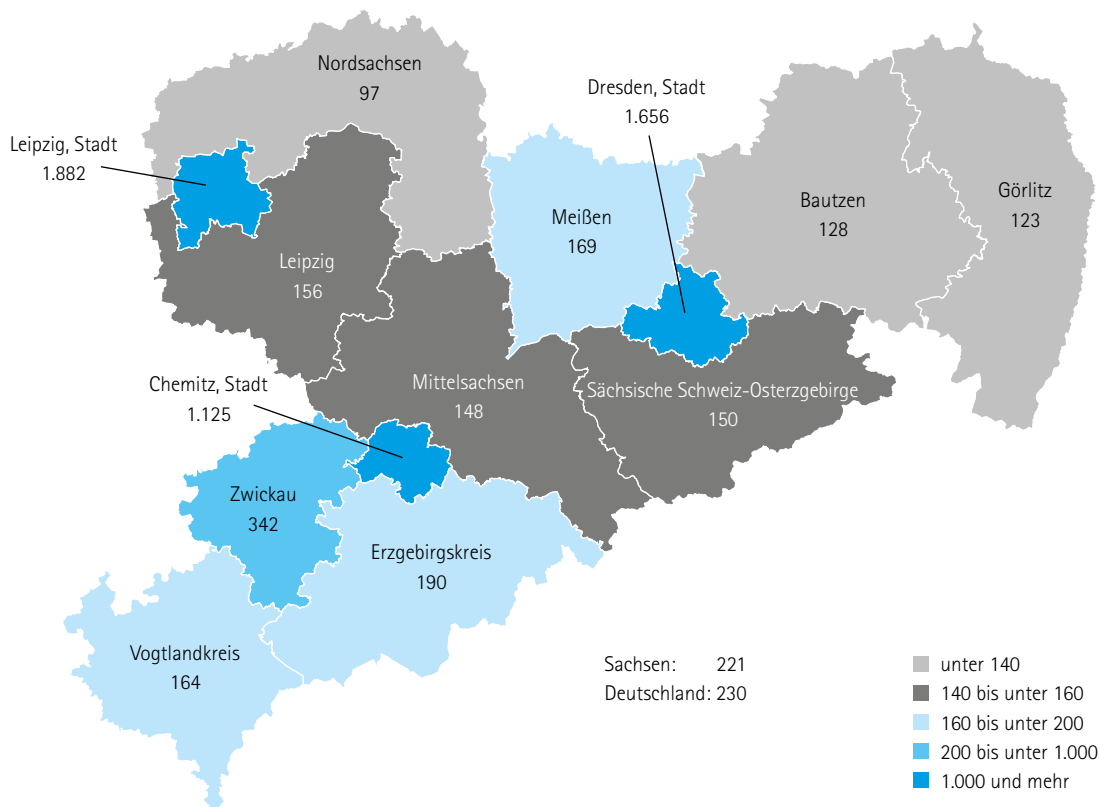 Nordsachsen
97
Dresden, Stadt
1.656
Leipzig, Stadt
1.882
Görlitz
123
Bautzen
128
Meißen
169
Leipzig
156
Mittelsachsen
148
Sächsische Schweiz-Osterzgebirge
150
Chemitz, Stadt
1.125
Zwickau
342
Erzgebirgskreis
190
Vogtlandkreis
164
Sachsen: 221
Deutschland: 230
unter 140
140 bis unter 160
160 bis unter 200
200 bis unter 1.000
1.000 und mehr